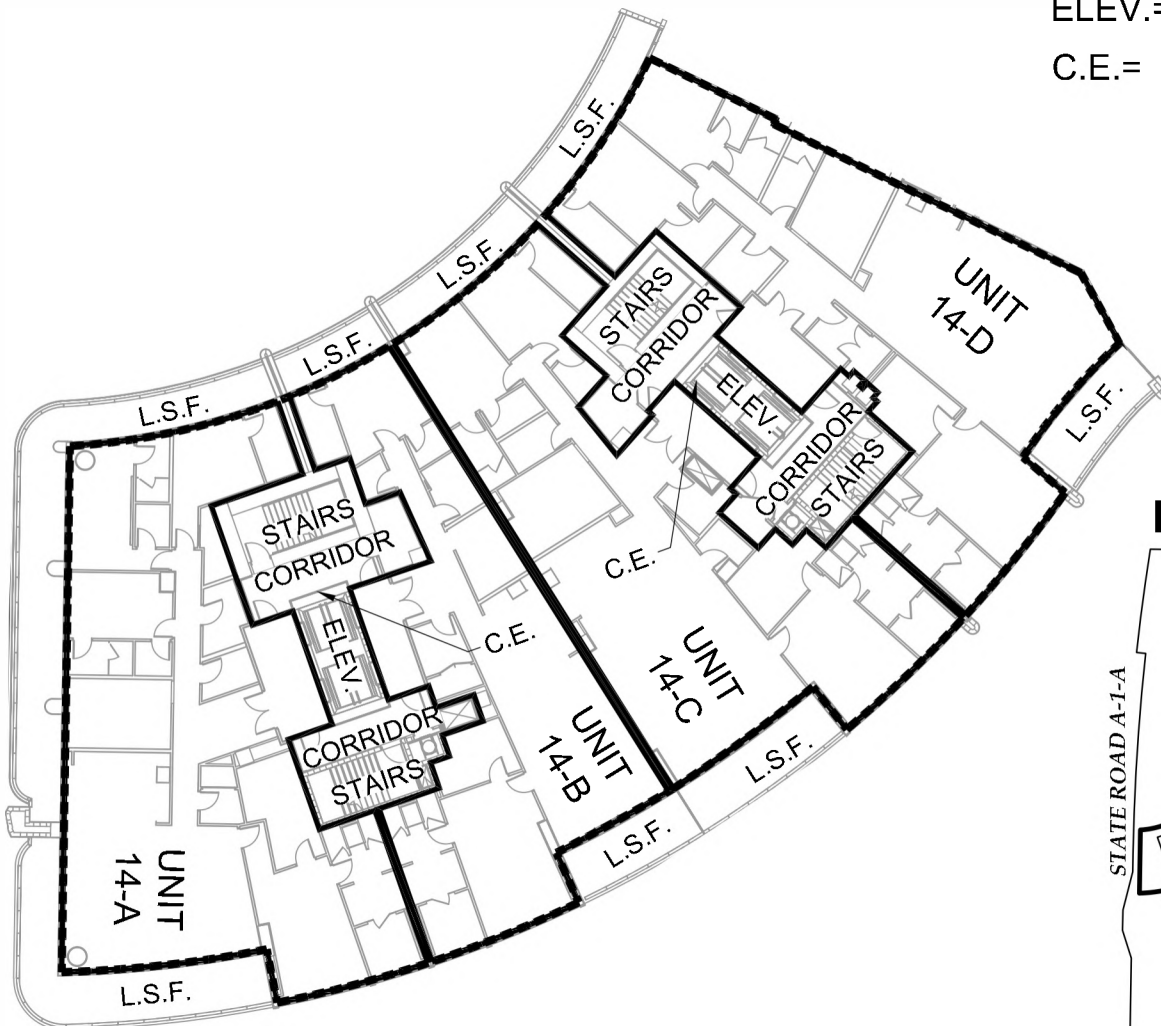 ELEV.=
C.E.=
L.S.F.
L.S.F.
L.S.F.
L.S.F.
STAIRS
CORRIDOR
ELEV.
CORRIDOR
STAIRS
C.E.
UNIT
14-D
L.S.F.
STAIRS
CORRIDOR
ELEV.
C.E.
CORRIDOR
STAIRS
UNIT
14-C
UNIT
14-B
UNIT
14-A
L.S.F.
L.S.F.
L.S.F.
STATE ROAD A-1-A